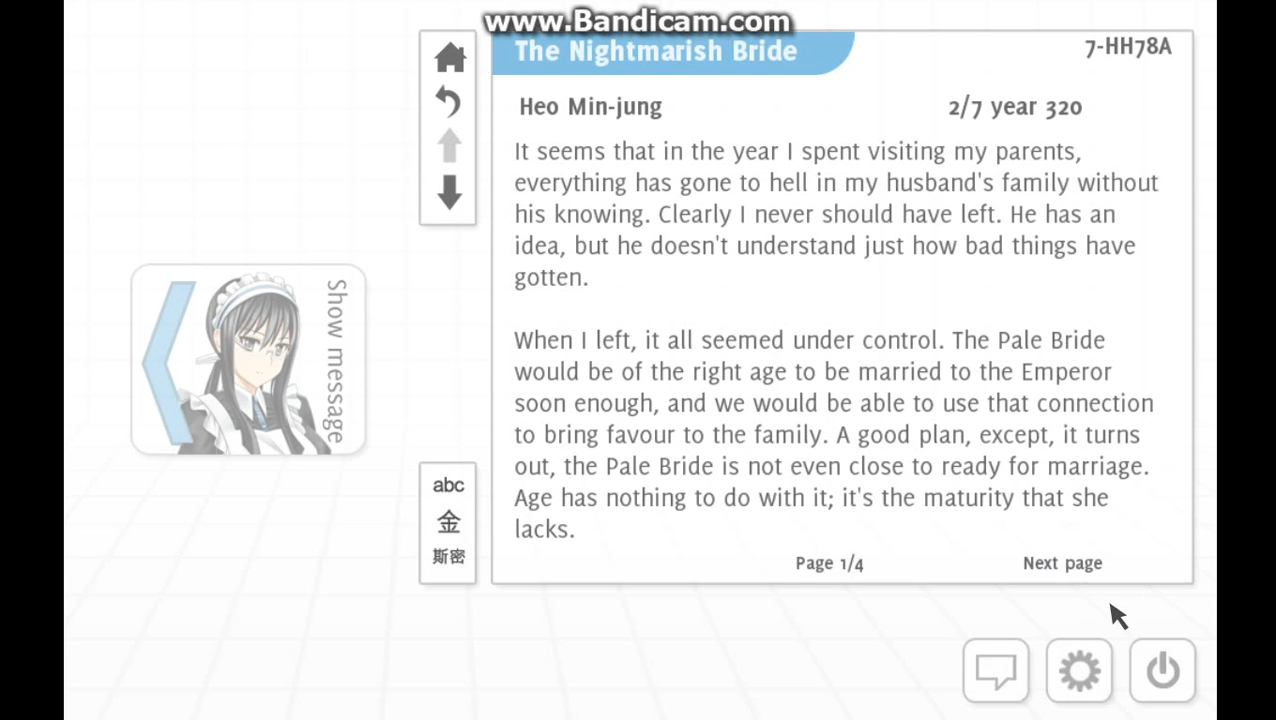 www.Bandicam.com
The Nightmarish Bride
7-HH78A
Heo Min-jung
2/7 year 320
It seems that in the year I spent visiting my parents,
everything has gone to hell in my husband's family without
his knowing. Clearly I never should have left. He has an
idea, but he doesn't understand just how bad things have
gotten.
When I left, it all seemed under control. The Pale Bride
would be of the right age to be married to the Emperor
soon enough, and we would be able to use that connection
to bring favour to the family. A good plan, except, it turns
out, the Pale Bride is not even close to ready for marriage.
Age has nothing to do with it; it's the maturity that she
lacks.
Page 1/4
Next page
Show message
abc
金
斯密